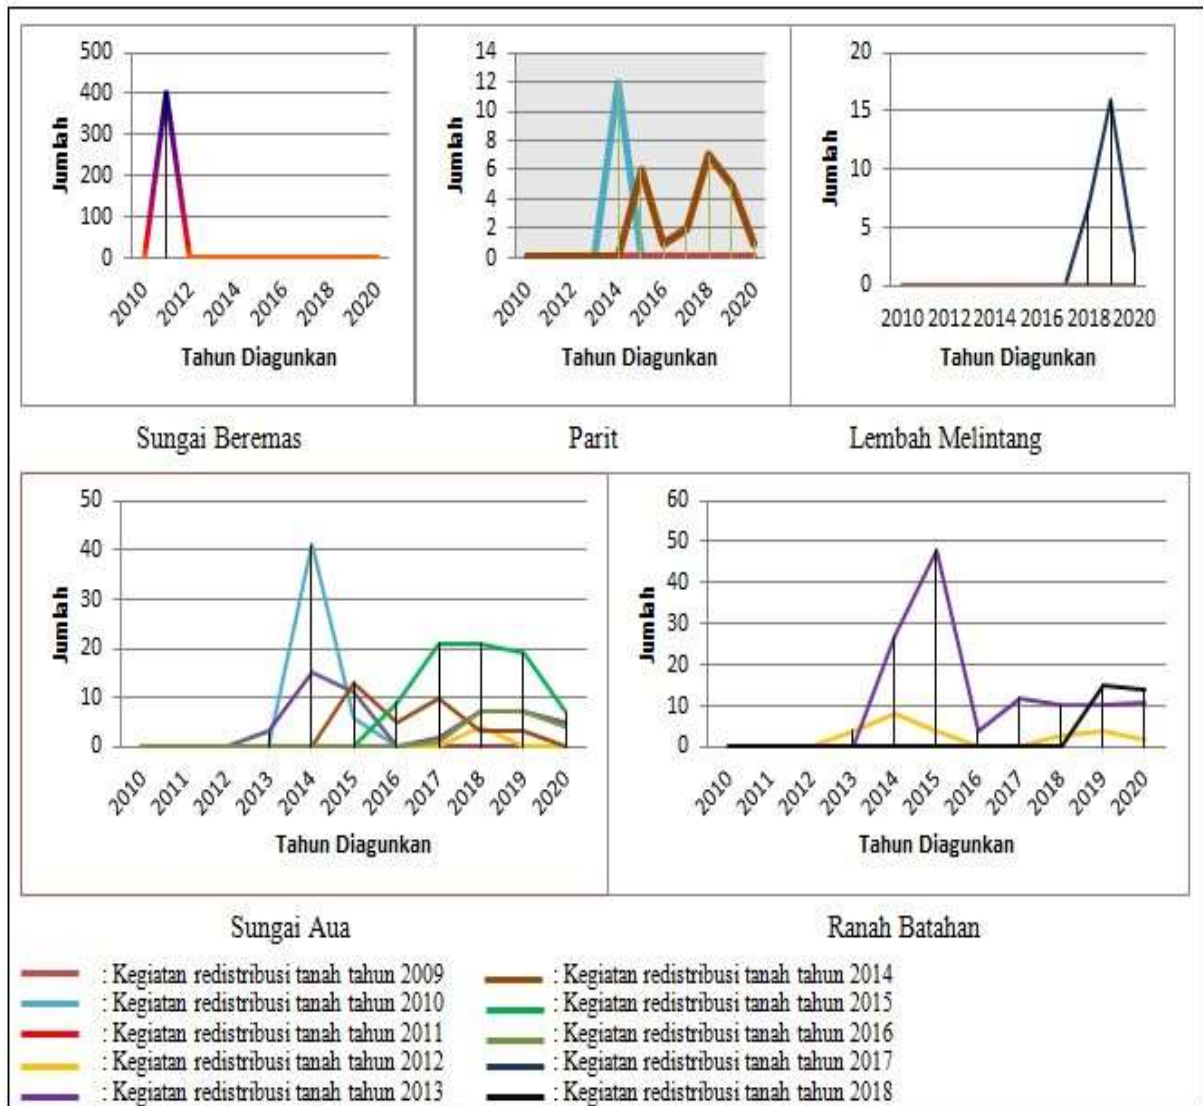 500
400
300
200
100
0
Jumlah
2010 2012 2014 2016 2018 2020
Tahun Diagunkan
14
12
10
8
6
4
2
0
Jumlah
2010 2012 2014 2016 2018 2020
Tahun Diagunkan
20
15
10
5
0
Jumlah
2010 2012 2014 2016 2018 2020
Tahun Diagunkan
Sungai Beremas
Parit
Lembah Melintang
50
40
30
20
10
0
Jumlah
2010 2011 2012 2013 2014 2015 2016 2017 2018 2019 2020
Tahun Diagunkan
60
50
40
30
20
10
0
Jumlah
2010 2011 2012 2013 2014 2015 2016 2017 2018 2019 2020
Tahun Diagunkan
Sungai Aua
Ranah Batahan
: Kegiatan redistribusi tanah tahun 2009
: Kegiatan redistribusi tanah tahun 2010
: Kegiatan redistribusi tanah tahun 2011
: Kegiatan redistribusi tanah tahun 2012
: Kegiatan redistribusi tanah tahun 2013
: Kegiatan redistribusi tanah tahun 2014
: Kegiatan redistribusi tanah tahun 2015
: Kegiatan redistribusi tanah tahun 2016
: Kegiatan redistribusi tanah tahun 2017
: Kegiatan redistribusi tanah tahun 2018